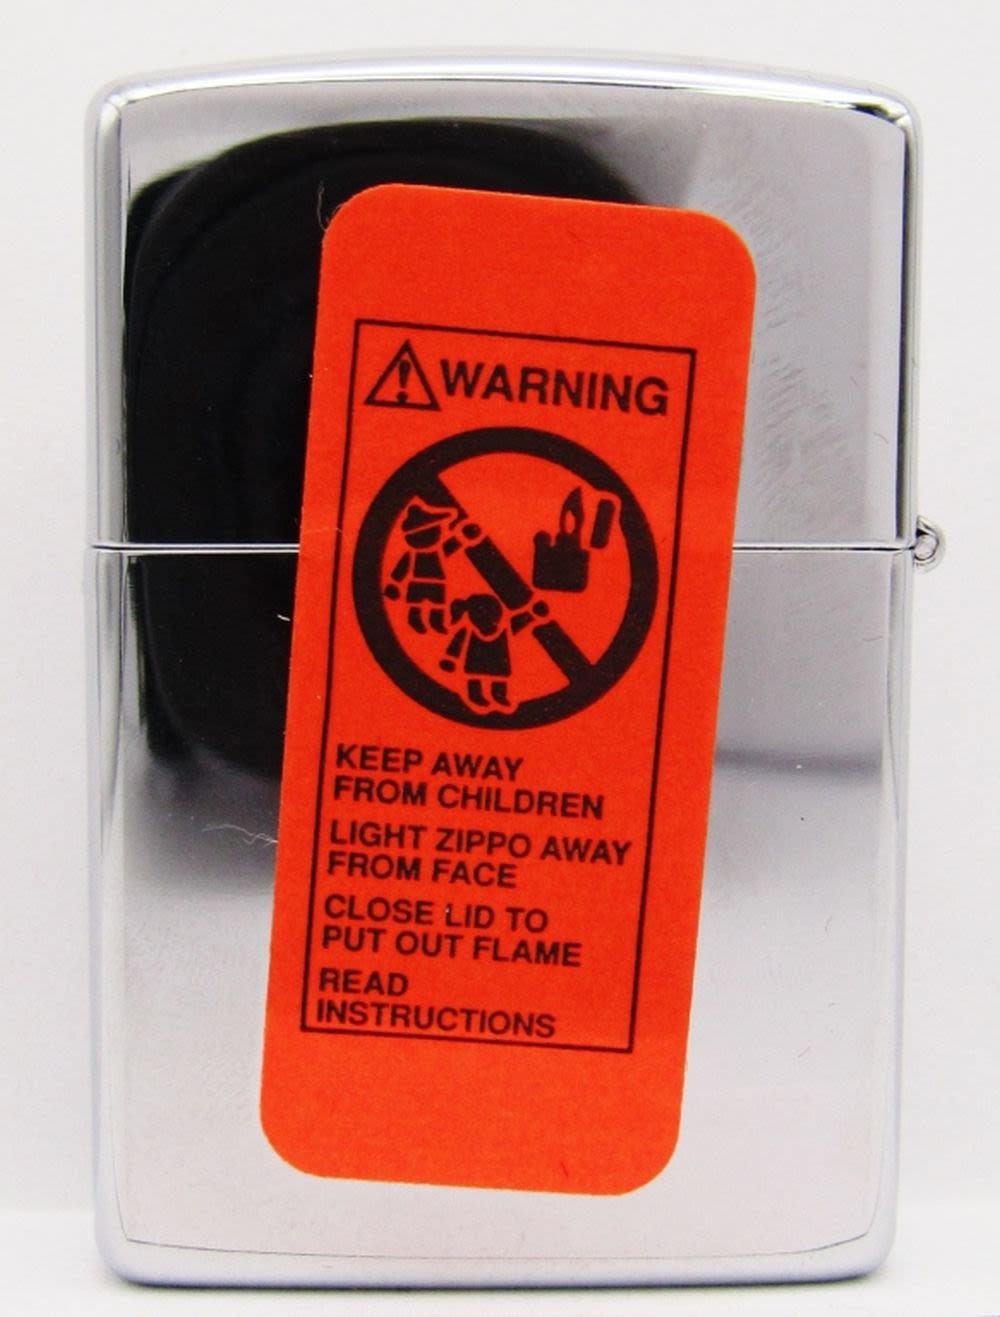 WARNING
KEEP AWAY
FROM CHILDREN
LIGHT ZIPPO AWAY
FROM FACE
CLOSE LID TO
PUT OUT FLAME
READ
INSTRUCTIONS